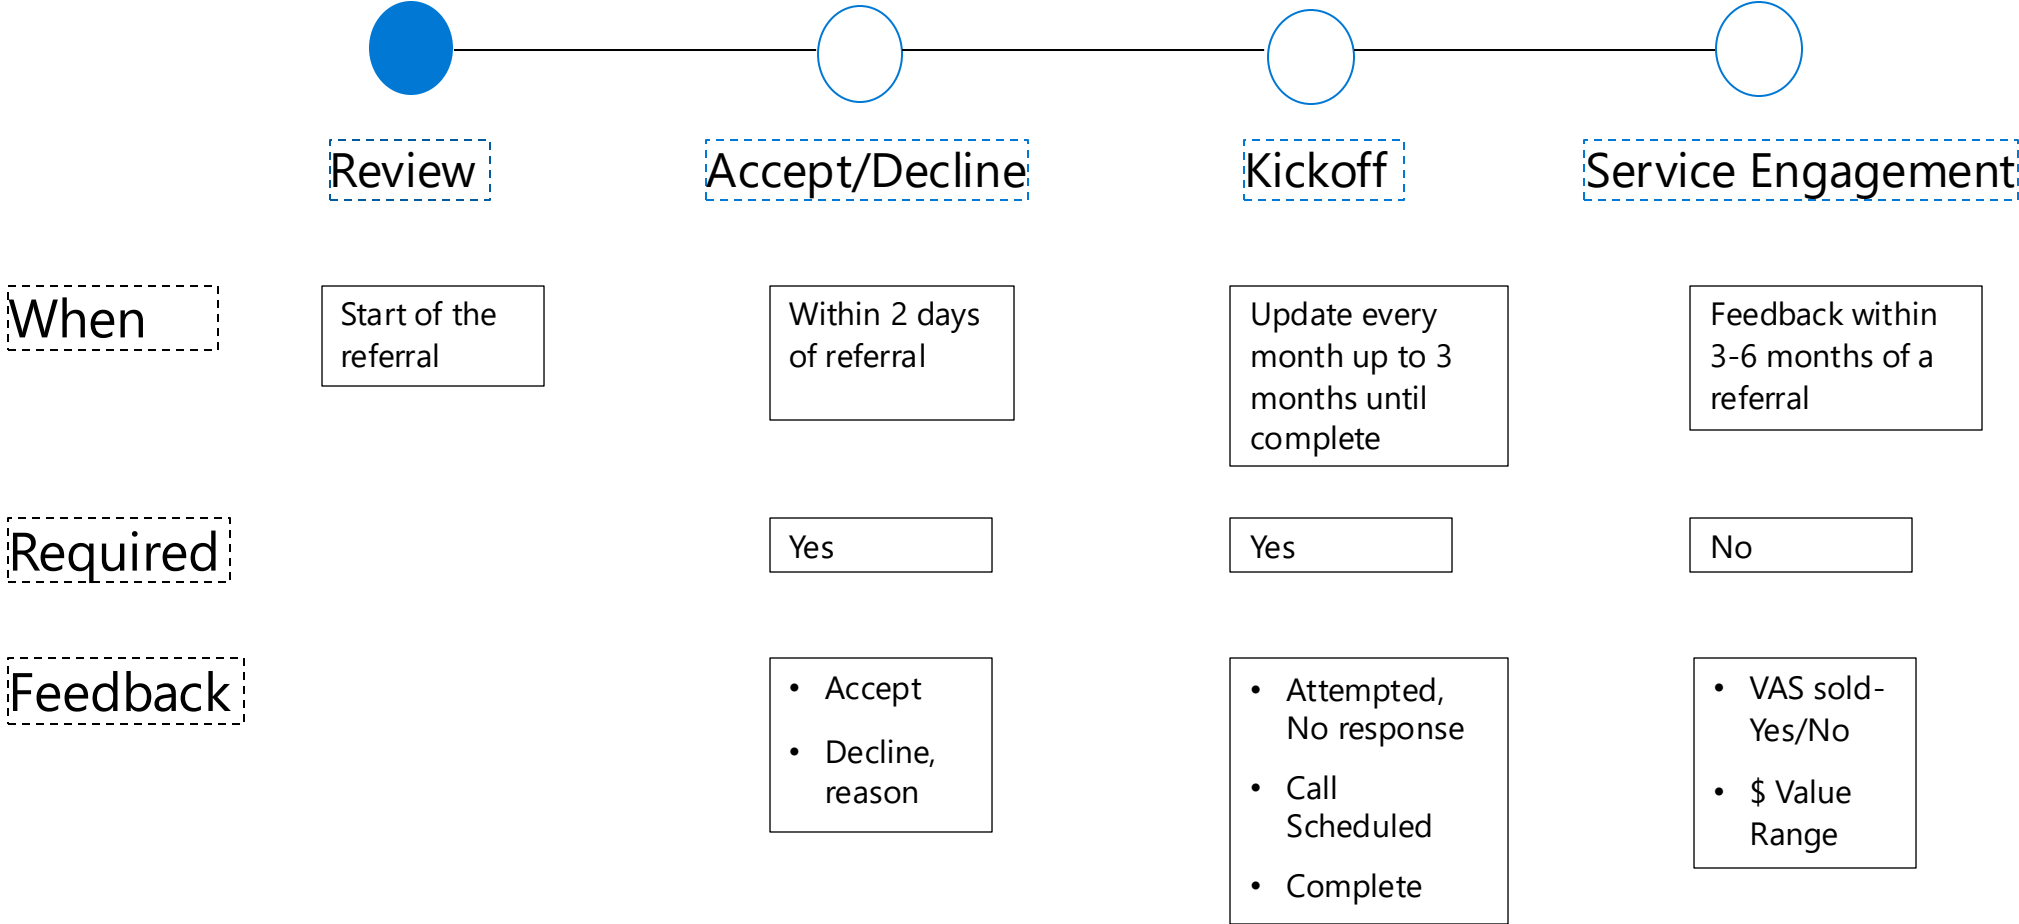 Review
Accept/Decline
Kickoff
Service Engagement
When
Start of the
referral
Within 2 days
of referral
Update every
month up to 3
months until
complete
Feedback within
3-6 months of a
referral
Required
Yes
Yes
No
Feedback
• Accept
• Decline,
reason
• Attempted,
No response
• Call
Scheduled
• Complete
• VAS sold-
Yes/No
• $ Value
Range